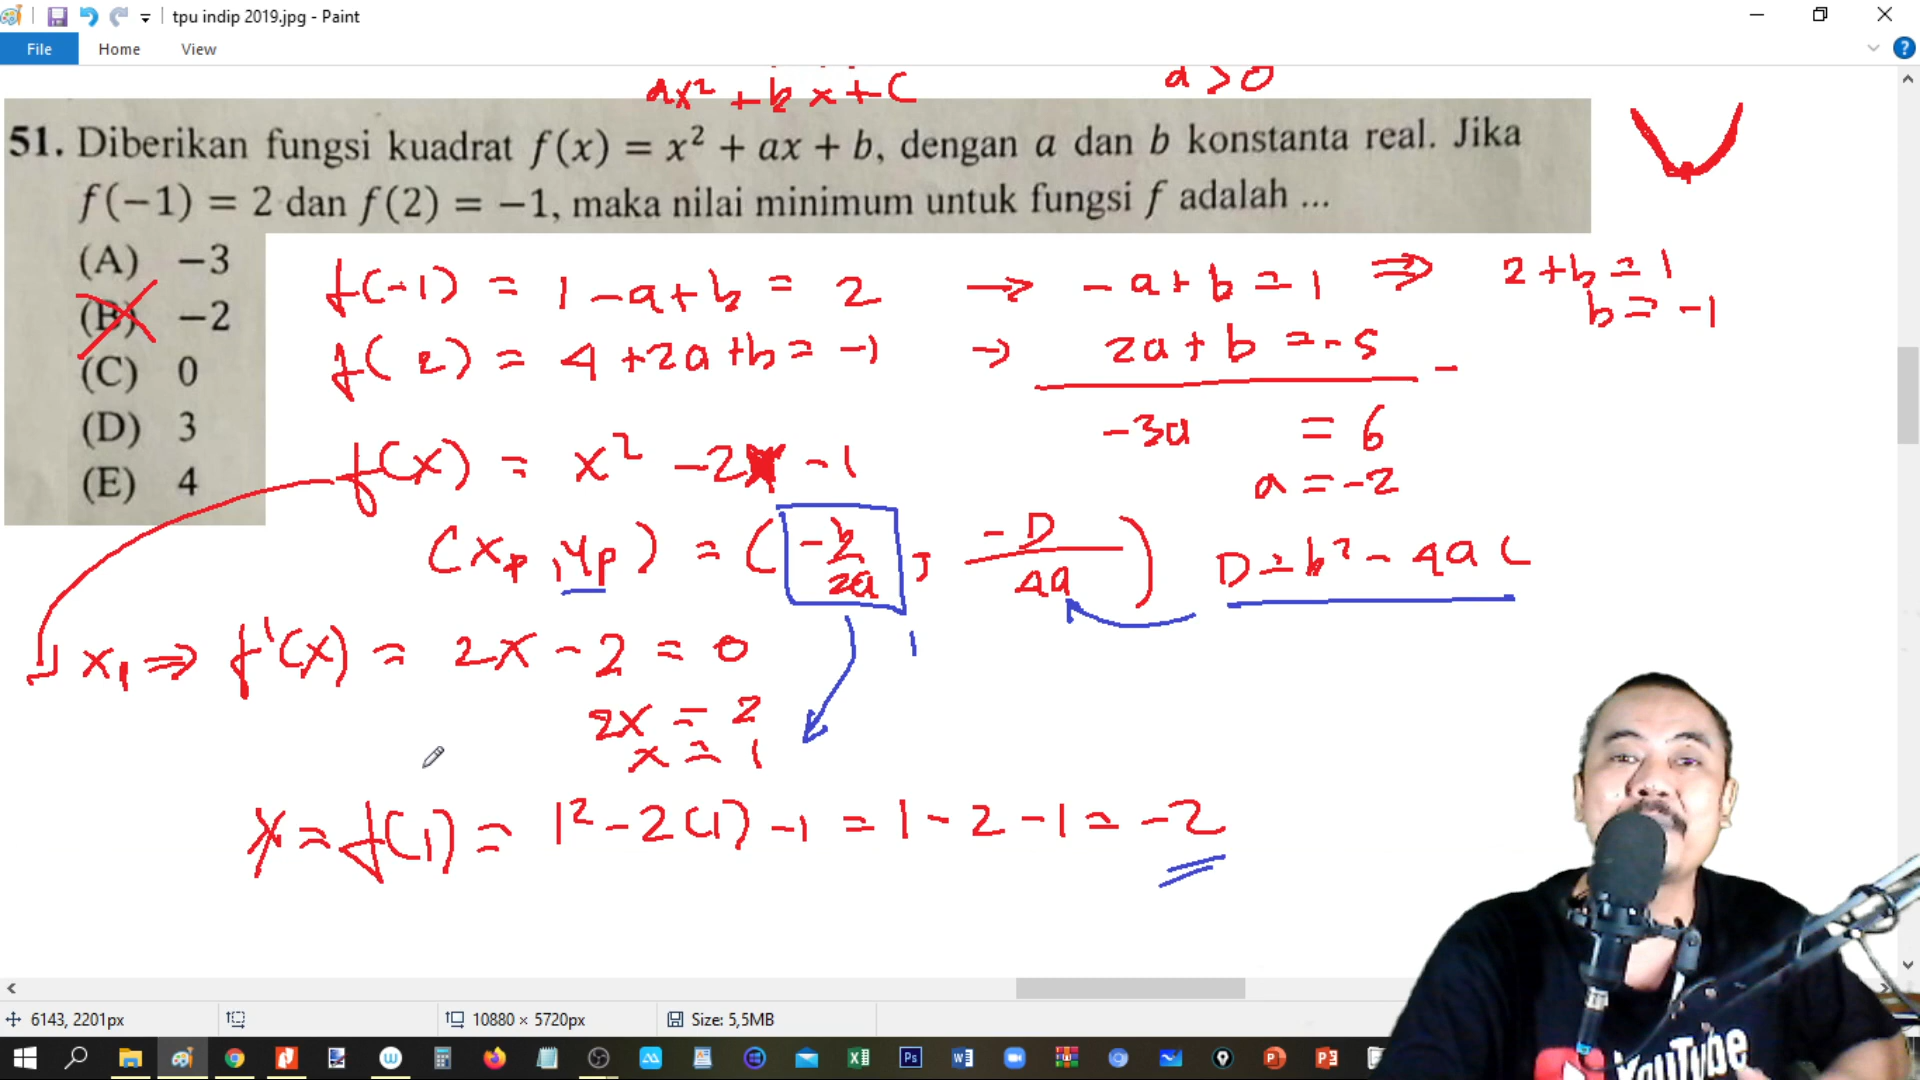 tpu indip 2019.jpg - Paint
File Home View
ax² + bx + c
a > 0
51. Diberikan fungsi kuadrat f(x) = x² + ax + b, dengan a dan b konstanta real. Jika
f(−1) = 2 dan f(2) = −1, maka nilai minimum untuk fungsi f adalah ...
(A) −3
(B) −2
(C) 0
(D) 3
(E) 4
f(-1) = 1 - a + b = 2 → -a + b = 1 ⇒ 2 + b = 1
b = -1
f(2) = 4 + 2a + b = -1 → 2a + b = -5
-3a = 6
a = -2
f(x) = x² - 2x - 1
(xp, yp) = (-b/2a, -D/4a) D = b² - 4ac
x₁ ⇒ f'(x) = 2x - 2 = 0
1
2x = 2
x = 1
= f(1) = 1² - 2(1) - 1 = 1 - 2 - 1 = -2
6143, 2201px 10880 × 5720px Size: 5,5MB
YouTube